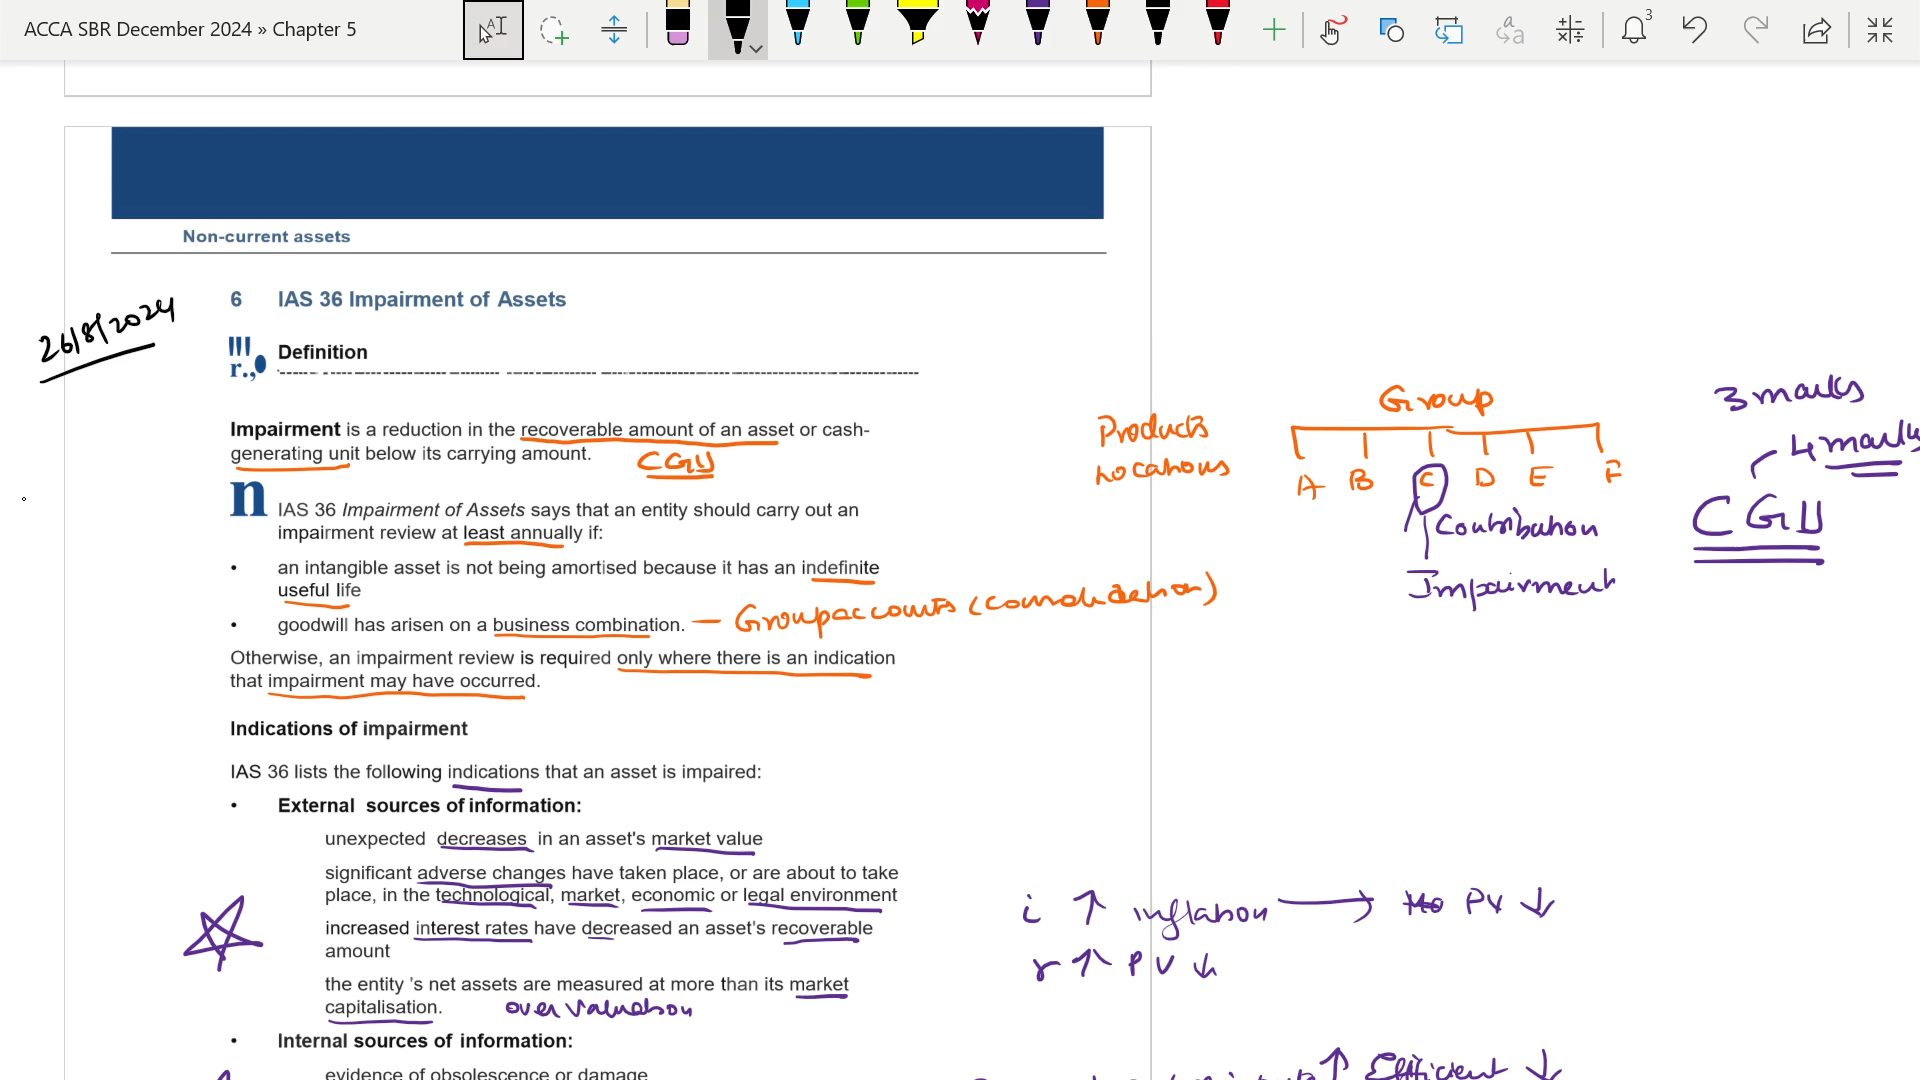 ACCA SBR December 2024 » Chapter 5
3
Non-current assets
26/8/2024
6 IAS 36 Impairment of Assets
Definition
Impairment is a reduction in the recoverable amount of an asset or cash-
generating unit below its carrying amount.
CGU
IAS 36 Impairment of Assets says that an entity should carry out an
impairment review at least annually if:
• an intangible asset is not being amortised because it has an indefinite
useful life
• goodwill has arisen on a business combination. — Group accounts (consolidation)
Otherwise, an impairment review is required only where there is an indication
that impairment may have occurred.
Indications of impairment
IAS 36 lists the following indications that an asset is impaired:
• External sources of information:
unexpected decreases in an asset's market value
significant adverse changes have taken place, or are about to take
place, in the technological, market, economic or legal environment
increased interest rates have decreased an asset's recoverable
amount
the entity 's net assets are measured at more than its market
capitalisation. over valuation
• Internal sources of information:
evidence of obsolescence or damage
Products
Locations
Group
A B C D E F
Contribution
Impairment
3 marks
4 marks
CGU
i ↑ inflation → PV ↓
r ↑ PV ↓
↑ Efficient ↓